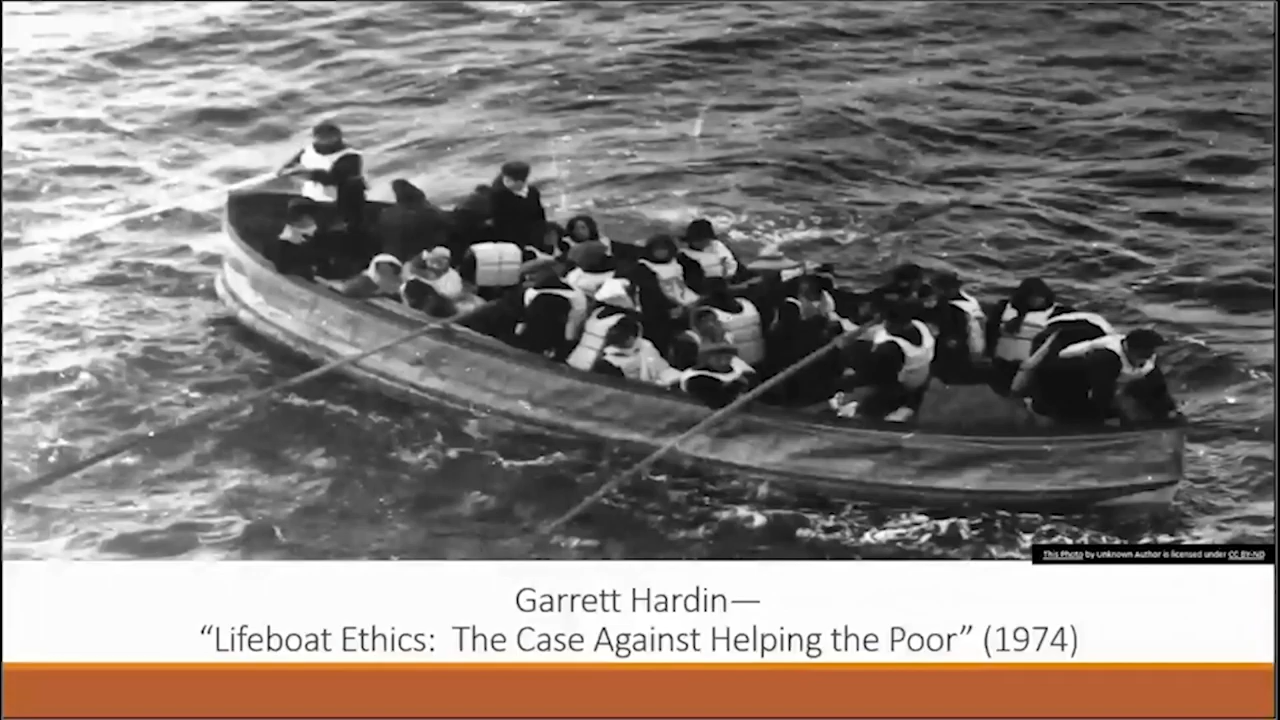 This Photo by Unknown Author is licensed under CC BY-ND
Garrett Hardin—
“Lifeboat Ethics:  The Case Against Helping the Poor” (1974)